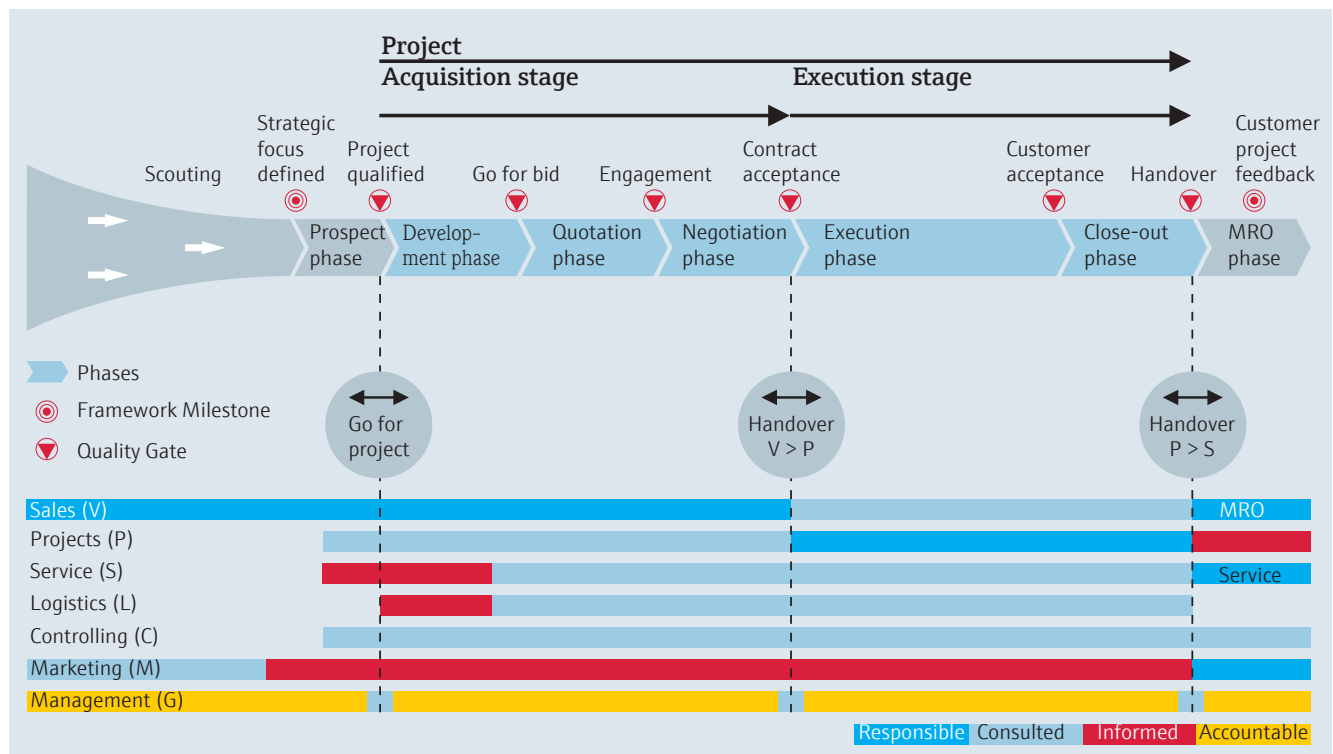 Project
Acquisition stage
Execution stage
Scouting
Strategic
focus
defined
Project
qualified
Go for bid
Engagement
Contract
acceptance
Customer
acceptance
Handover
Customer
project
feedback
Prospect
phase
Develop-
ment phase
Quotation
phase
Negotiation
phase
Execution
phase
Close-out
phase
MRO
phase
Phases
Framework Milestone
Quality Gate
Go for
project
Handover
V > P
Handover
P > S
Sales (V)
MRO
Projects (P)
Service (S)
Service
Logistics (L)
Controlling (C)
Marketing (M)
Management (G)
Responsible Consulted Informed Accountable